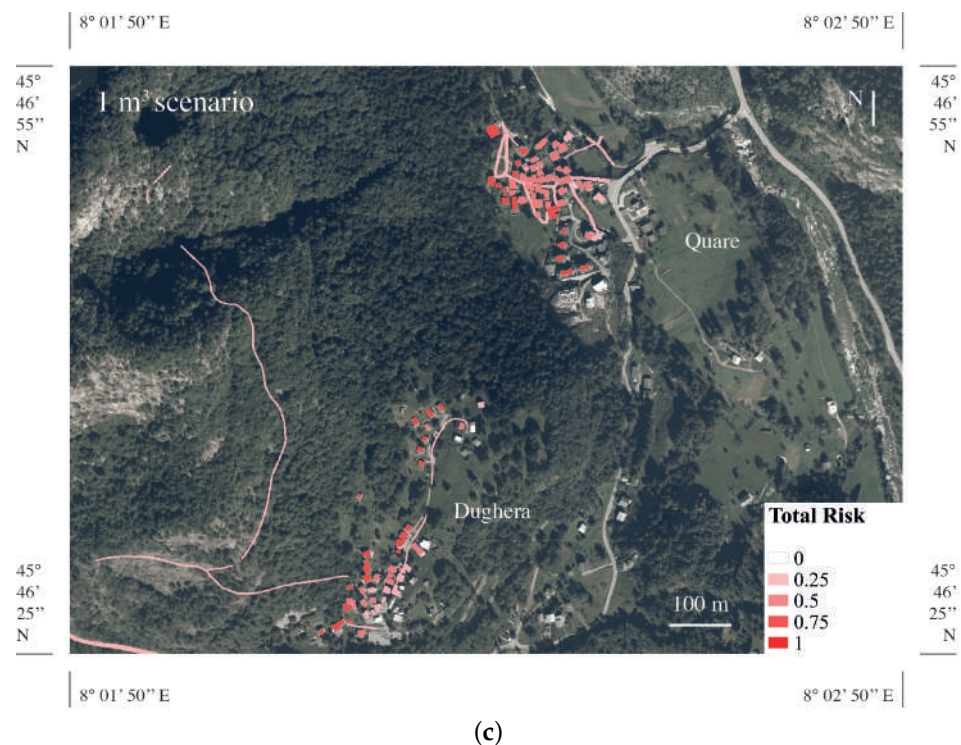 8° 01' 50'' E
8° 02' 50'' E
45°
46'
55''
N
45°
46'
55''
N
1 m³ scenario
N
Quare
Dughera
Total Risk
0
0.25
0.5
0.75
1
100 m
45°
46'
25''
N
45°
46'
25''
N
8° 01' 50'' E
8° 02' 50'' E
(c)